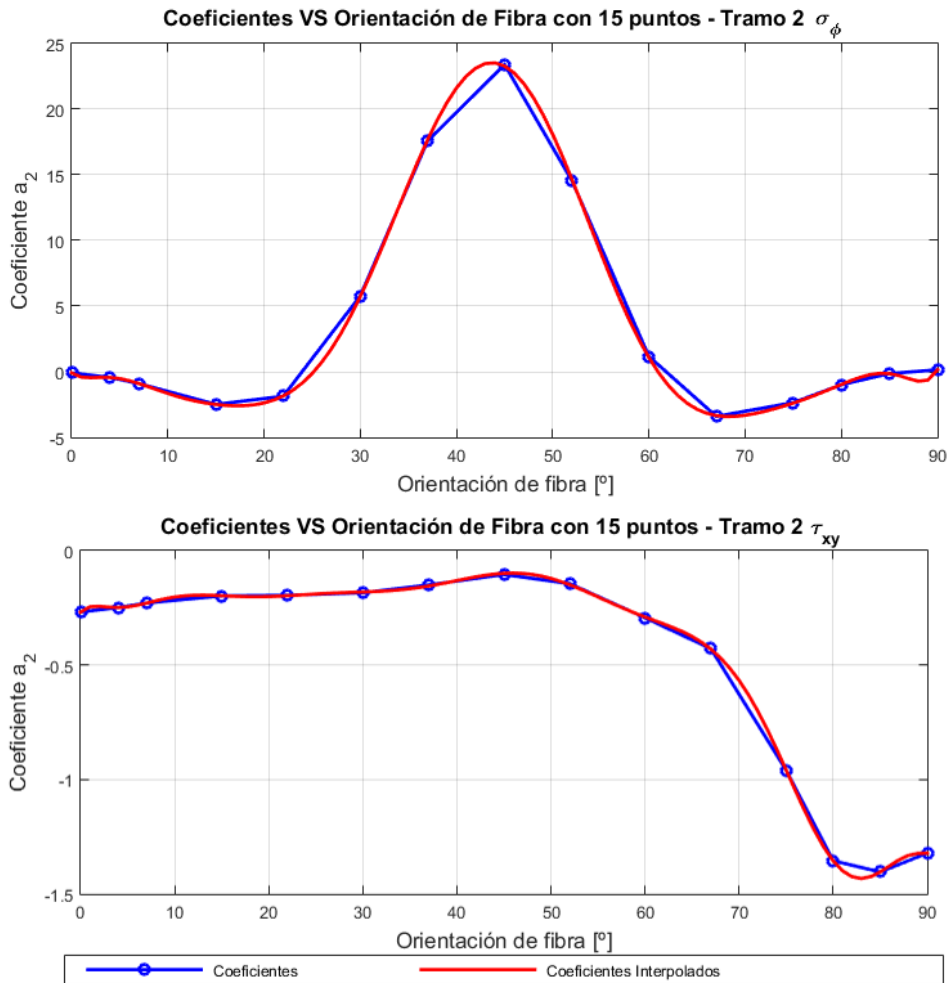 Coeficientes VS Orientación de Fibra con 15 puntos - Tramo 2 σ_ϕ
25
20
15
10
5
0
-5
Coeficiente a_2
0 10 20 30 40 50 60 70 80 90
Orientación de fibra [º]
Coeficientes VS Orientación de Fibra con 15 puntos - Tramo 2 τ_xy
0
-0.5
-1
-1.5
Coeficiente a_2
0 10 20 30 40 50 60 70 80 90
Orientación de fibra [º]
Coeficientes Coeficientes Interpolados